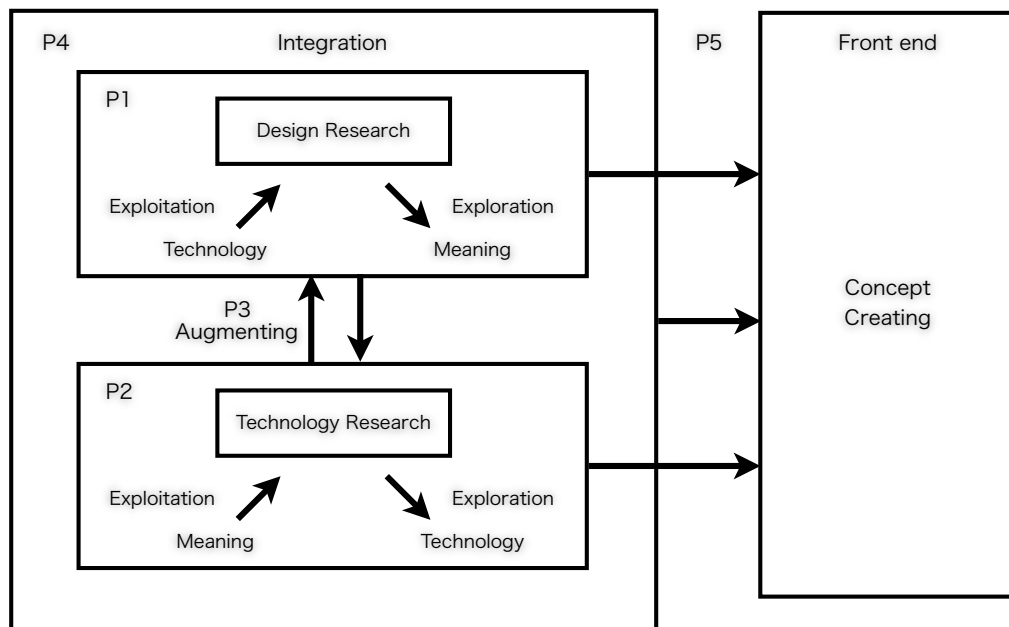 P4
Integration
P5
Front end
P1
Design Research
Exploitation
Exploration
Technology
Meaning
P3
Augmenting
Concept
Creating
P2
Technology Research
Exploitation
Exploration
Meaning
Technology